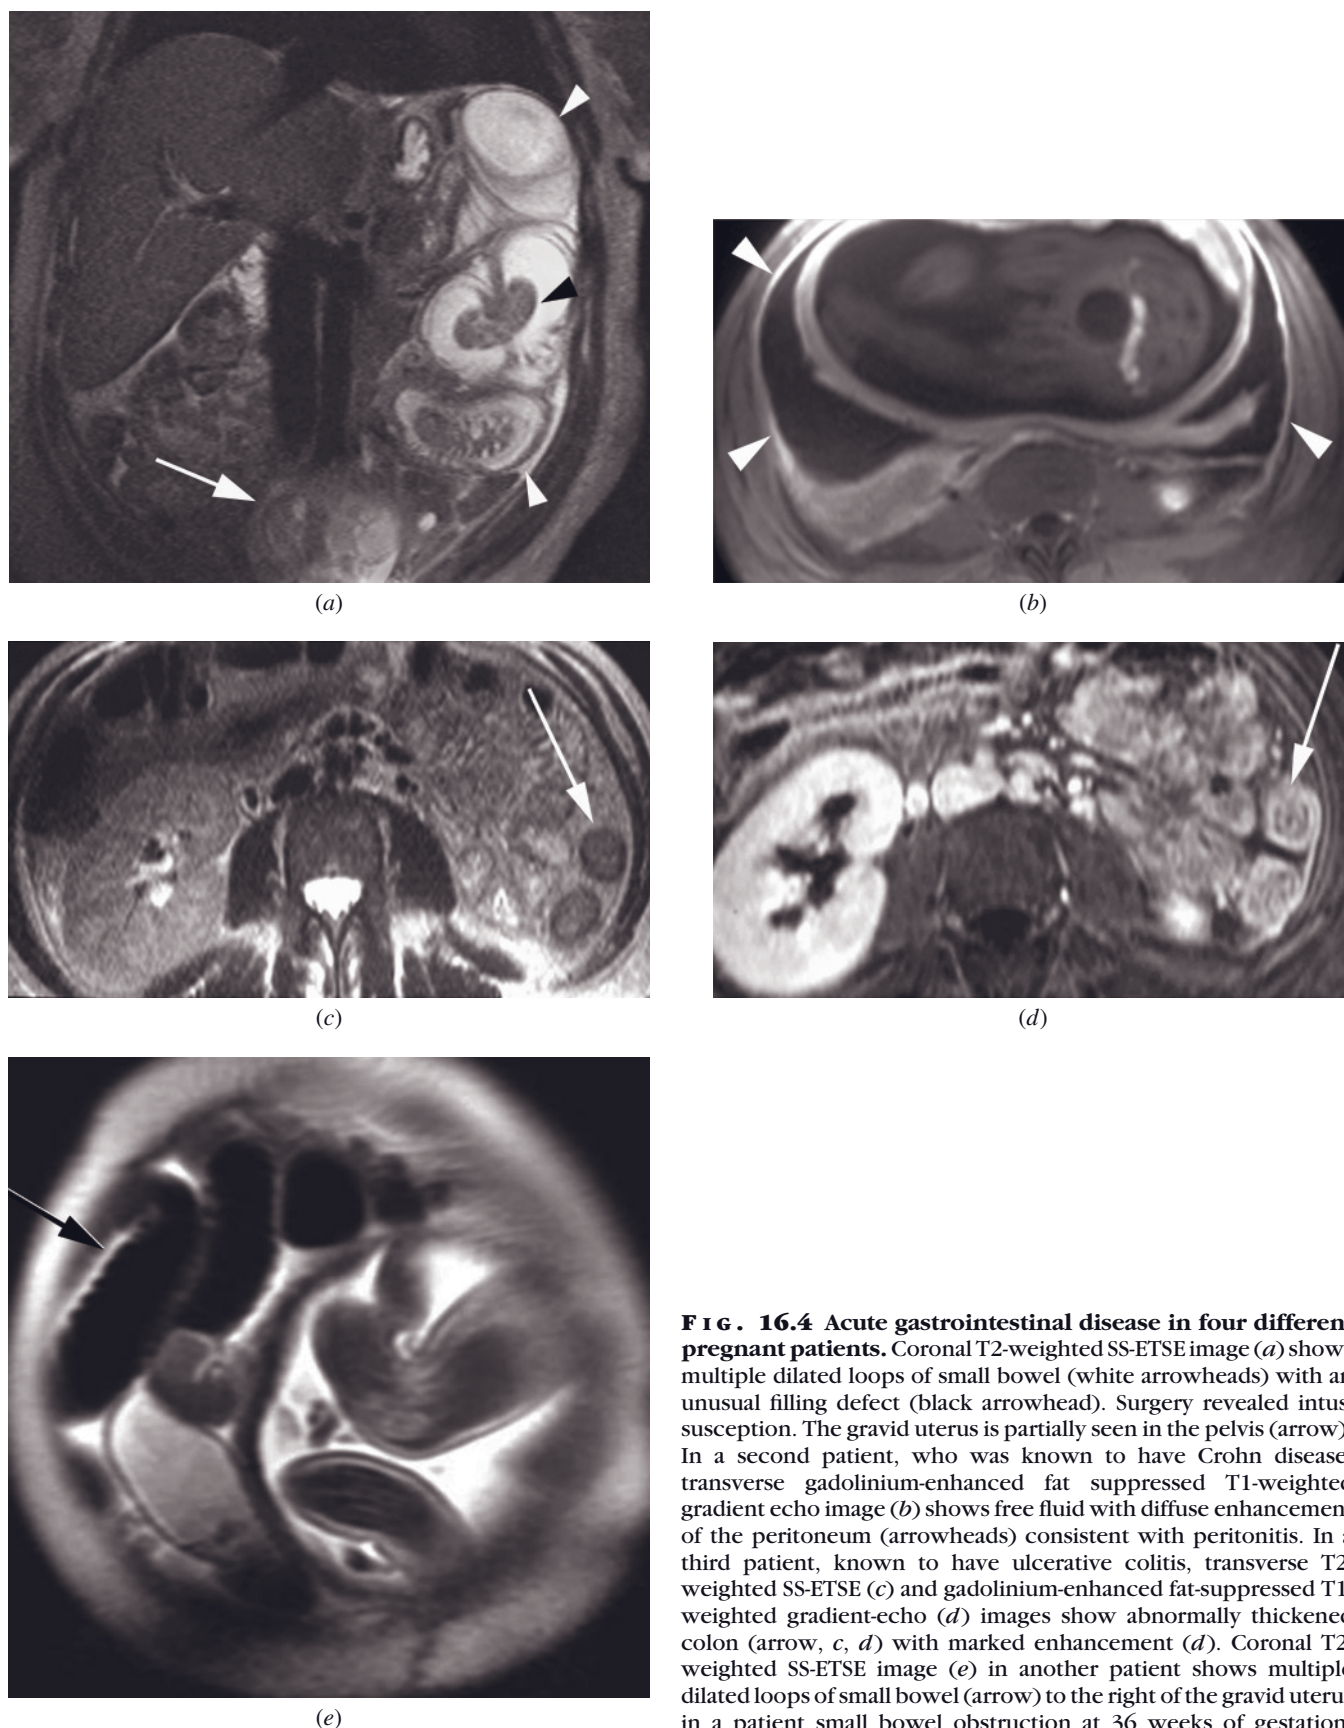 (a)
(b)
(c)
(d)
(e)
FIG. 16.4 Acute gastrointestinal disease in four differen
pregnant patients. Coronal T2-weighted SS-ETSE image (a) show
multiple dilated loops of small bowel (white arrowheads) with an
unusual filling defect (black arrowhead). Surgery revealed intus
susception. The gravid uterus is partially seen in the pelvis (arrow)
In a second patient, who was known to have Crohn disease
transverse gadolinium-enhanced fat suppressed T1-weighted
gradient echo image (b) shows free fluid with diffuse enhancemen
of the peritoneum (arrowheads) consistent with peritonitis. In
third patient, known to have ulcerative colitis, transverse T2
weighted SS-ETSE (c) and gadolinium-enhanced fat-suppressed T1
weighted gradient-echo (d) images show abnormally thickened
colon (arrow, c, d) with marked enhancement (d). Coronal T2
weighted SS-ETSE image (e) in another patient shows multiple
dilated loops of small bowel (arrow) to the right of the gravid uteru
in a patient small bowel obstruction at 36 weeks of gestation